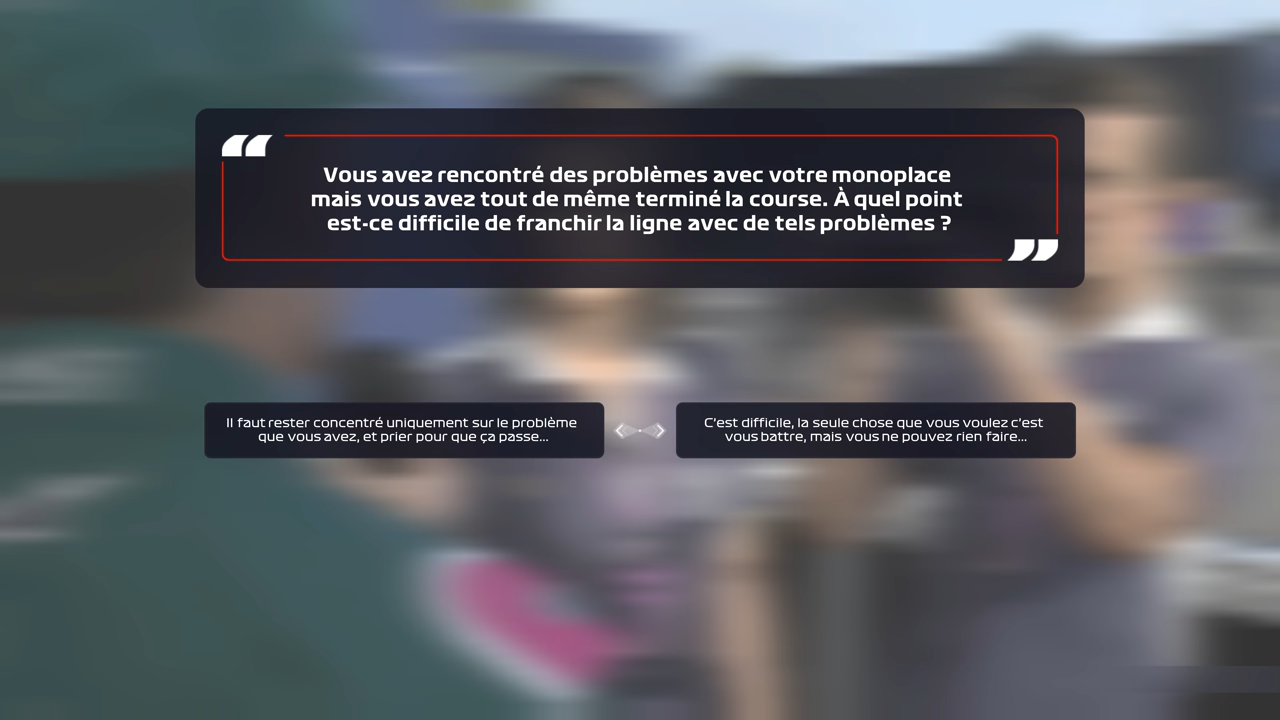 Vous avez rencontré des problèmes avec votre monoplace
mais vous avez tout de même terminé la course. À quel point
est-ce difficile de franchir la ligne avec de tels problèmes ?
Il faut rester concentré uniquement sur le problème
que vous avez, et prier pour que ça passe...
C'est difficile, la seule chose que vous voulez c'est
vous battre, mais vous ne pouvez rien faire...